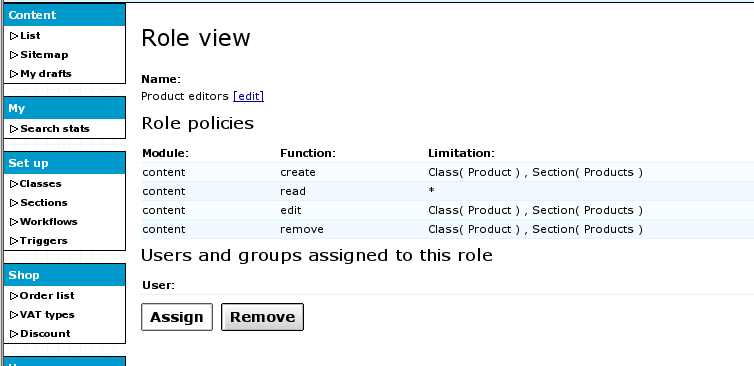 Content
List
Sitemap
My drafts
My
Search stats
Set up
Classes
Sections
Workflows
Triggers
Shop
Order list
VAT types
Discount
Role view
Name:
Product editors [edit]
Role policies
Module: Function: Limitation:
content create Class( Product ) , Section( Products )
content read *
content edit Class( Product ) , Section( Products )
content remove Class( Product ) , Section( Products )
Users and groups assigned to this role
User:
Assign Remove